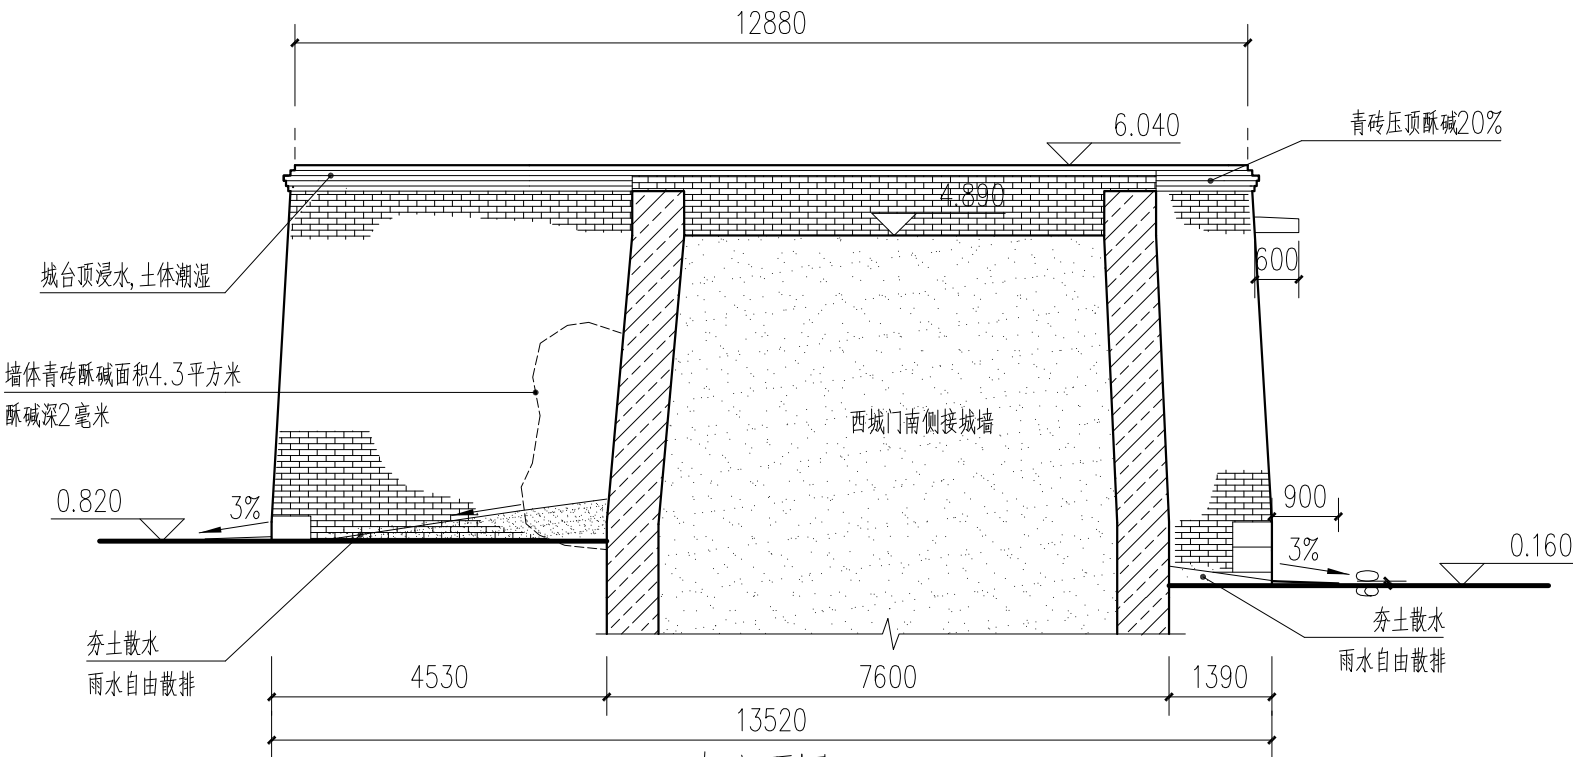 12880
6.040
青砖压顶酥碱20%
4.890
城台顶浸水,土体潮湿
600
墙体青砖酥碱面积4.3平方米
酥碱深2毫米
西城门南侧接城墙
0.820
3%
900
3%
0.160
60
夯土散水
雨水自由散排
夯土散水
雨水自由散排
4530
7600
1390
13520